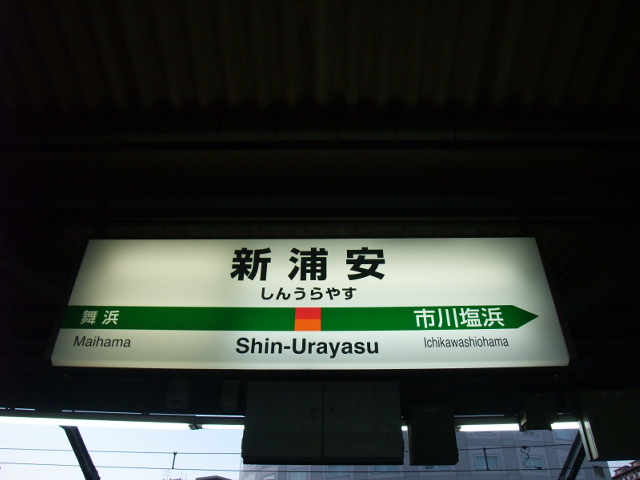 新浦安
しんうらやす
舞浜
市川塩浜
Maihama
Shin-Urayasu
Ichikawashiohama